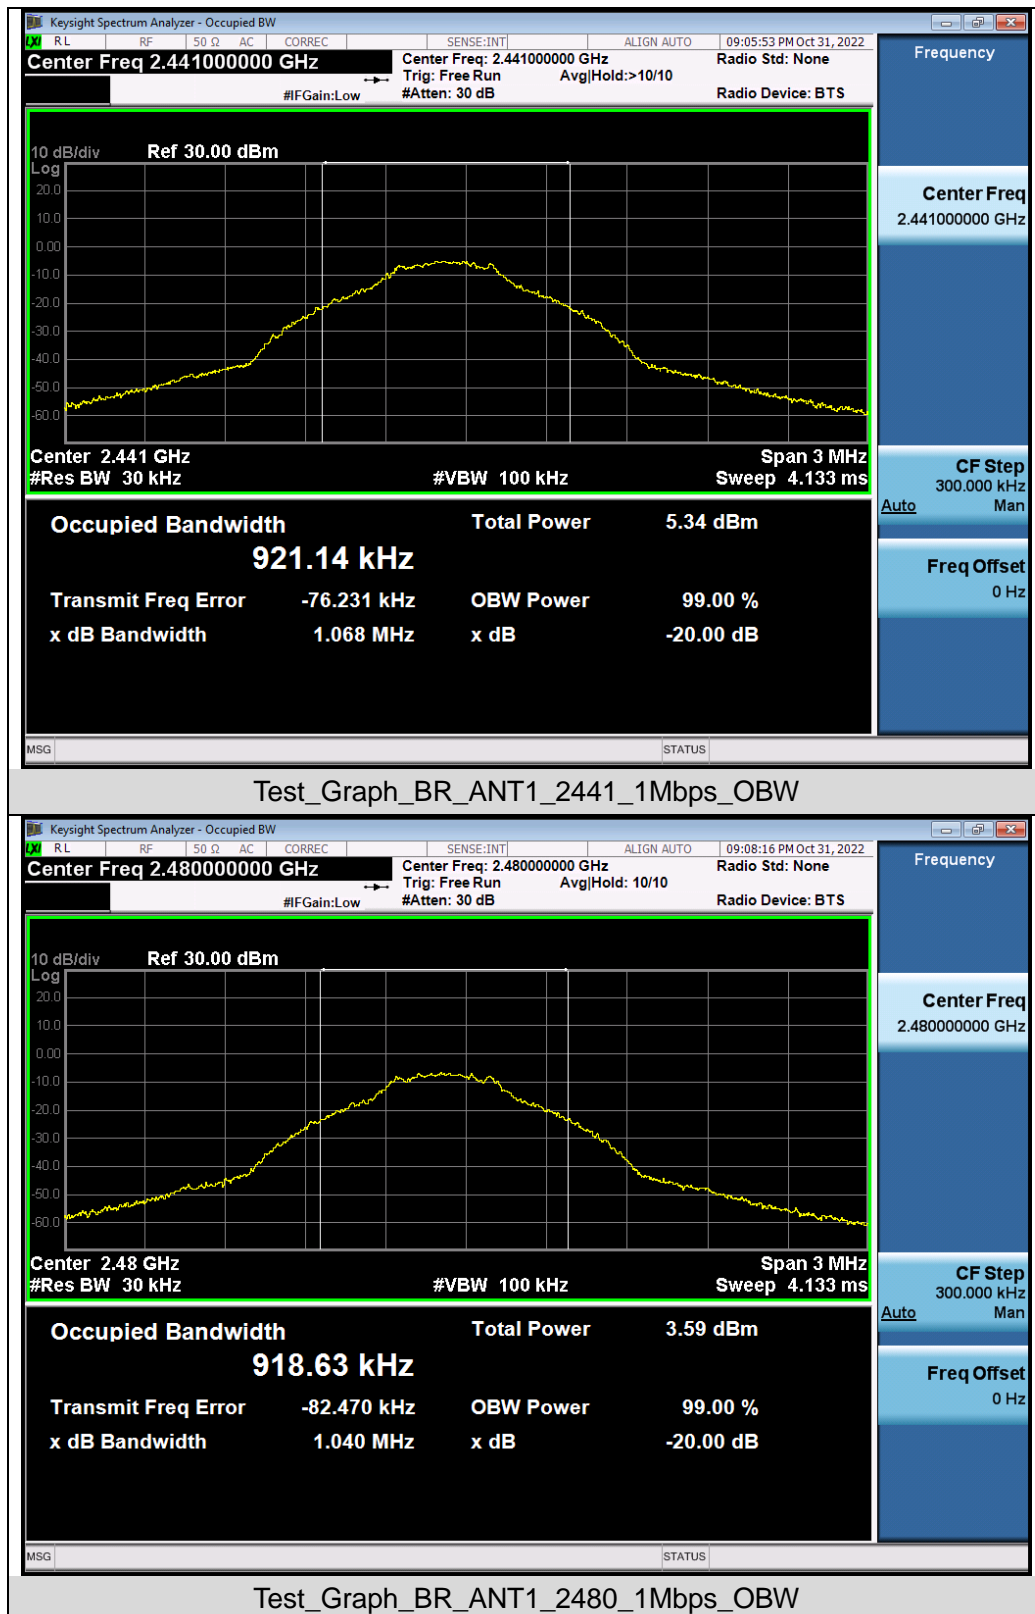 Keysight Spectrum Analyzer - Occupied BW
LXI RL RF 50 Ω AC CORREC SENSE:INT ALIGN AUTO 09:05:53 PM Oct 31, 2022
Center Freq 2.441000000 GHz Center Freq: 2.441000000 GHz Radio Std: None
Trig: Free Run Avg|Hold:>10/10
#IFGain:Low #Atten: 30 dB Radio Device: BTS
Frequency
10 dB/div Ref 30.00 dBm
Log
20.0
10.0
0.00
-10.0
-20.0
-30.0
-40.0
-50.0
-60.0
Center 2.441 GHz Span 3 MHz
#Res BW 30 kHz #VBW 100 kHz Sweep 4.133 ms
Center Freq
2.441000000 GHz
CF Step
300.000 kHz
Auto Man
Freq Offset
0 Hz
Occupied Bandwidth Total Power 5.34 dBm
921.14 kHz
Transmit Freq Error -76.231 kHz OBW Power 99.00 %
x dB Bandwidth 1.068 MHz x dB -20.00 dB
MSG STATUS
Test_Graph_BR_ANT1_2441_1Mbps_OBW
Keysight Spectrum Analyzer - Occupied BW
LXI RL RF 50 Ω AC CORREC SENSE:INT ALIGN AUTO 09:08:16 PM Oct 31, 2022
Center Freq 2.480000000 GHz Center Freq: 2.480000000 GHz Radio Std: None
Trig: Free Run Avg|Hold: 10/10
#IFGain:Low #Atten: 30 dB Radio Device: BTS
Frequency
10 dB/div Ref 30.00 dBm
Log
20.0
10.0
0.00
-10.0
-20.0
-30.0
-40.0
-50.0
-60.0
Center 2.48 GHz Span 3 MHz
#Res BW 30 kHz #VBW 100 kHz Sweep 4.133 ms
Center Freq
2.480000000 GHz
CF Step
300.000 kHz
Auto Man
Freq Offset
0 Hz
Occupied Bandwidth Total Power 3.59 dBm
918.63 kHz
Transmit Freq Error -82.470 kHz OBW Power 99.00 %
x dB Bandwidth 1.040 MHz x dB -20.00 dB
MSG STATUS
Test_Graph_BR_ANT1_2480_1Mbps_OBW